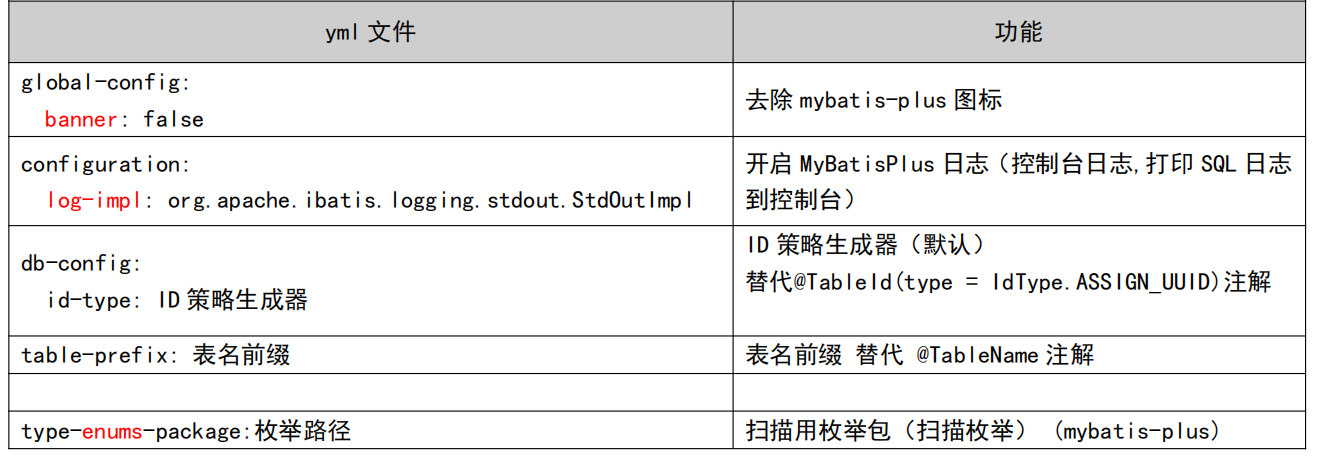 yml 文件
功能
global-config:
banner: false
去除 mybatis-plus 图标
configuration:
log-impl: org.apache.ibatis.logging.stdout.StdOutImpl
开启 MyBatisPlus 日志（控制台日志,打印 SQL 日志
到控制台）
db-config:
id-type: ID 策略生成器
ID 策略生成器（默认）
替代@TableId(type = IdType.ASSIGN_UUID)注解
table-prefix: 表名前缀
表名前缀 替代 @TableName 注解
type-enums-package:枚举路径
扫描用枚举包（扫描枚举） (mybatis-plus)